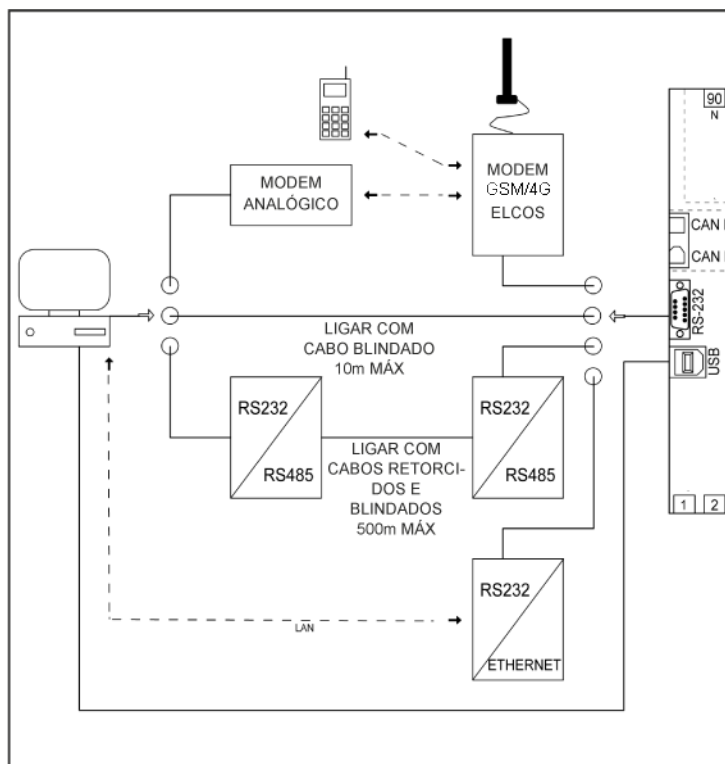 90
N
MODEM
ANALÓGICO
MODEM
GSM/4G
ELCOS
CAN
CAN
RS-232
USB
LIGAR COM
CABO BLINDADO
10m MÁX
RS232
RS485
LIGAR COM
CABOS RETORCI-
DOS E
BLINDADOS
500m MÁX
RS232
RS485
1
2
RS232
ETHERNET
LAN